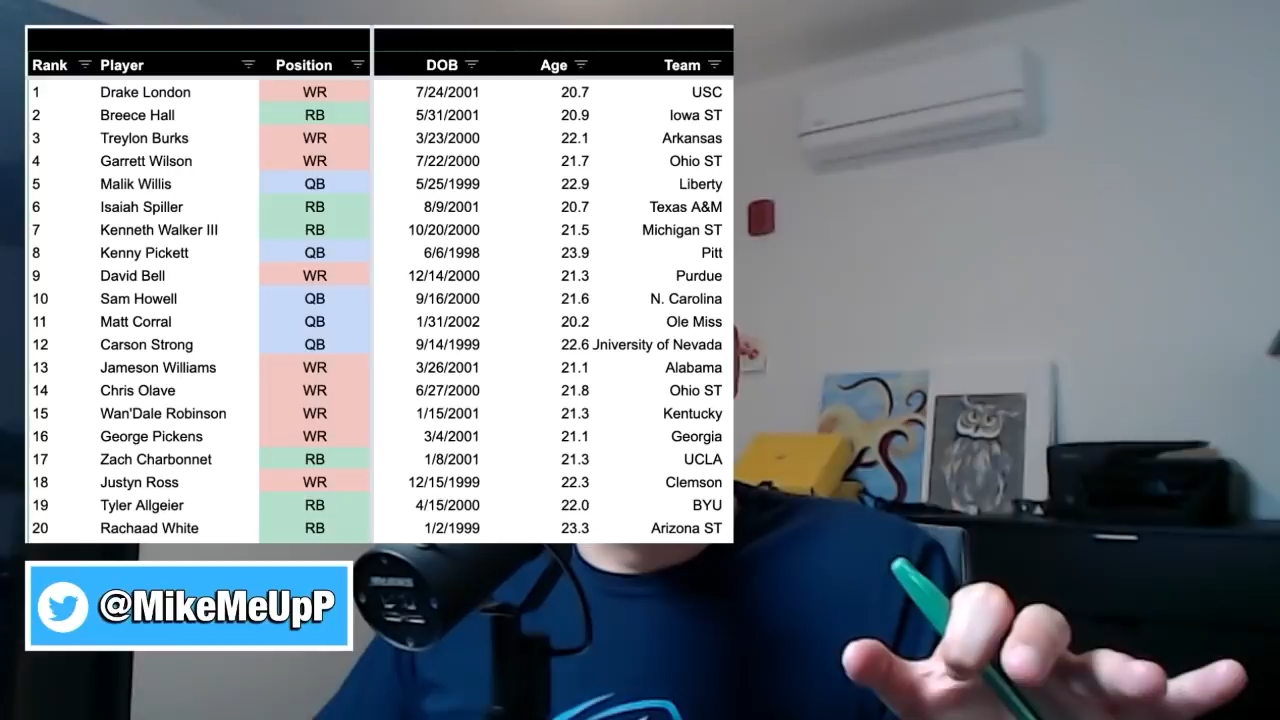 Rank Player Position DOB Age Team
1 Drake London WR 7/24/2001 20.7 USC
2 Breece Hall RB 5/31/2001 20.9 Iowa ST
3 Treylon Burks WR 3/23/2000 22.1 Arkansas
4 Garrett Wilson WR 7/22/2000 21.7 Ohio ST
5 Malik Willis QB 5/25/1999 22.9 Liberty
6 Isaiah Spiller RB 8/9/2001 20.7 Texas A&M
7 Kenneth Walker III RB 10/20/2000 21.5 Michigan ST
8 Kenny Pickett QB 6/6/1998 23.9 Pitt
9 David Bell WR 12/14/2000 21.3 Purdue
10 Sam Howell QB 9/16/2000 21.6 N. Carolina
11 Matt Corral QB 1/31/2002 20.2 Ole Miss
12 Carson Strong QB 9/14/1999 22.6 University of Nevada
13 Jameson Williams WR 3/26/2001 21.1 Alabama
14 Chris Olave WR 6/27/2000 21.8 Ohio ST
15 Wan'Dale Robinson WR 1/15/2001 21.3 Kentucky
16 George Pickens WR 3/4/2001 21.1 Georgia
17 Zach Charbonnet RB 1/8/2001 21.3 UCLA
18 Justyn Ross WR 12/15/1999 22.3 Clemson
19 Tyler Allgeier RB 4/15/2000 22.0 BYU
20 Rachaad White RB 1/2/1999 23.3 Arizona ST
@MikeMeUpP